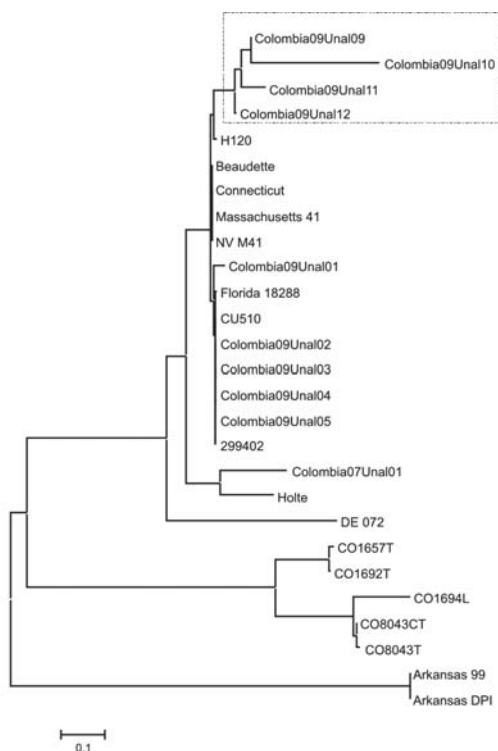 Colombia09Unal09
Colombia09Unal10
Colombia09Unal11
Colombia09Unal12
H120
Beaudette
Connecticut
Massachusetts 41
NV M41
Colombia09Unal01
Florida 18288
CU510
Colombia09Unal02
Colombia09Unal03
Colombia09Unal04
Colombia09Unal05
299402
Colombia07Unal01
Holte
DE 072
CO1657T
CO1692T
CO1694L
CO8043CT
CO8043T
Arkansas 99
Arkansas DPI
0.1